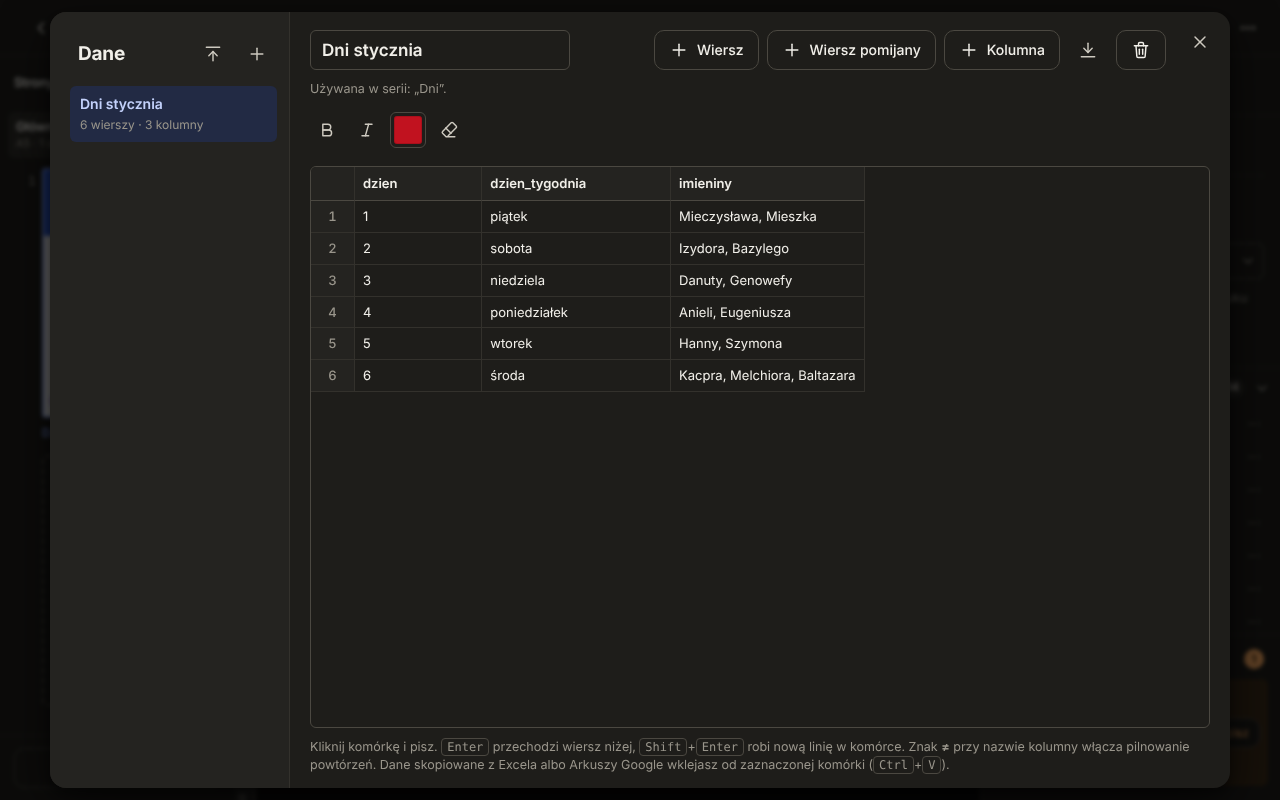 Dane
Dni stycznia
6 wierszy · 3 kolumny
Dni stycznia
Wiersz
Wiersz pomijany
Kolumna
Używana w serii: „Dni”.
B I
dzien dzien_tygodnia imieniny
1 1 piątek Mieczysława, Mieszka
2 2 sobota Izydora, Bazylego
3 3 niedziela Danuty, Genowefy
4 4 poniedziałek Anieli, Eugeniusza
5 5 wtorek Hanny, Szymona
6 6 środa Kacpra, Melchiora, Baltazara
Kliknij komórkę i pisz. Enter przechodzi wiersz niżej, Shift+Enter robi nową linię w komórce. Znak ≠ przy nazwie kolumny włącza pilnowanie
powtórzeń. Dane skopiowane z Excela albo Arkuszy Google wklejasz od zaznaczonej komórki (Ctrl+V).